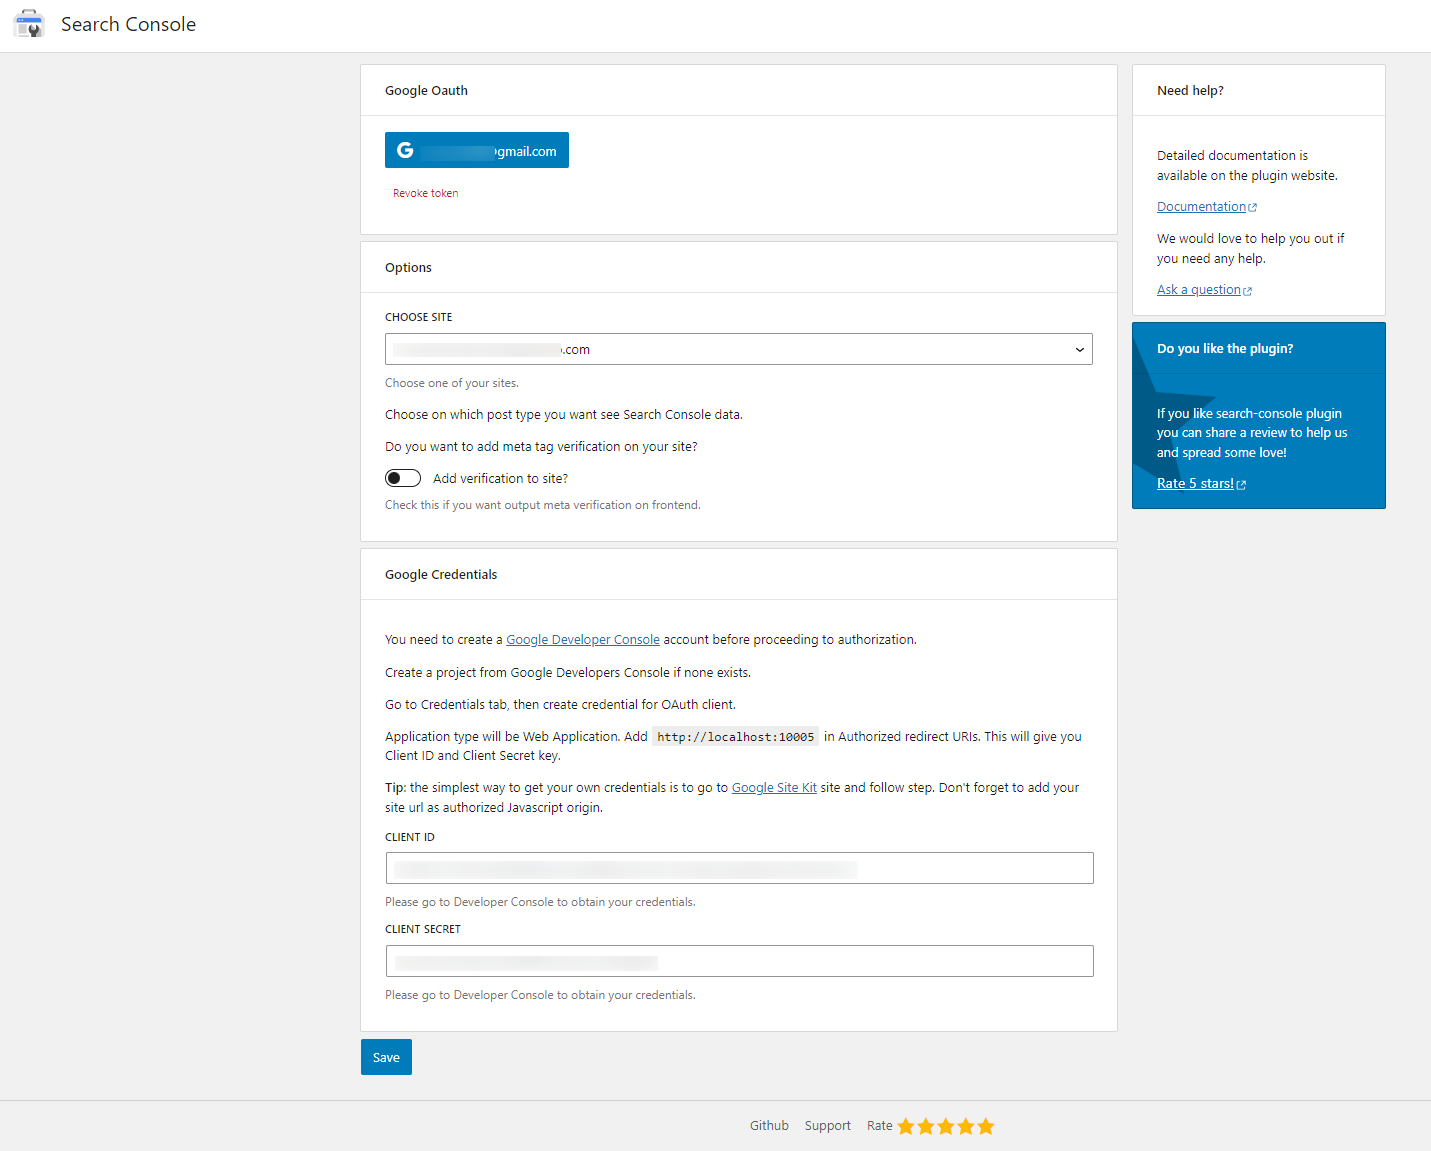 Search Console
Google Oauth
@gmail.com
Revoke token
Options
CHOOSE SITE
.com
Choose one of your sites.
Choose on which post type you want see Search Console data.
Do you want to add meta tag verification on your site?
Add verification to site?
Check this if you want output meta verification on frontend.
Google Credentials
You need to create a Google Developer Console account before proceeding to authorization.
Create a project from Google Developers Console if none exists.
Go to Credentials tab, then create credential for OAuth client.
Application type will be Web Application. Add http://localhost:10005 in Authorized redirect URIs. This will give you
Client ID and Client Secret key.
Tip: the simplest way to get your own credentials is to go to Google Site Kit site and follow step. Don't forget to add your
site url as authorized Javascript origin.
CLIENT ID
Please go to Developer Console to obtain your credentials.
CLIENT SECRET
Please go to Developer Console to obtain your credentials.
Save
Need help?
Detailed documentation is
available on the plugin website.
Documentation
We would love to help you out if
you need any help.
Ask a question
Do you like the plugin?
If you like search-console plugin
you can share a review to help us
and spread some love!
Rate 5 stars!
Github Support Rate